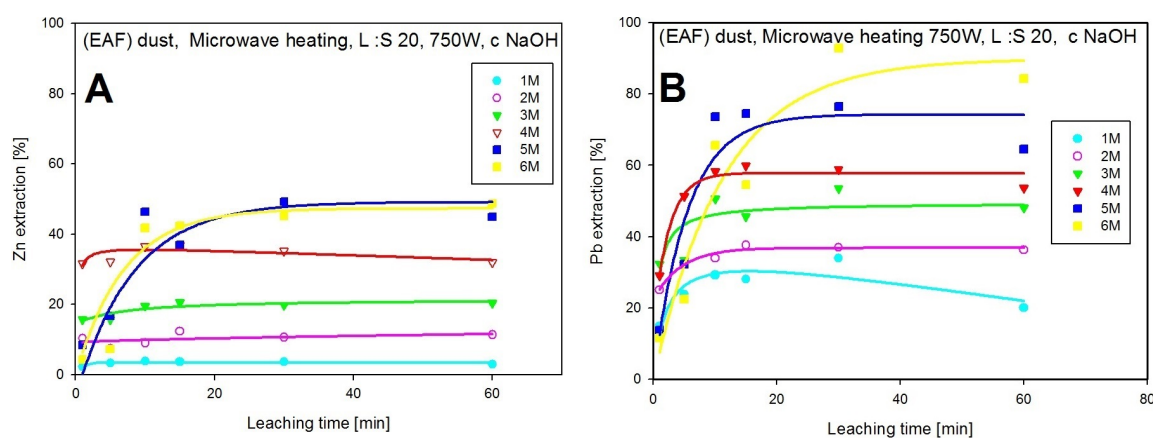 (EAF) dust, Microwave heating, L :S 20, 750W, c NaOH
A
1M
2M
3M
4M
5M
6M
Zn extraction [%]
100
80
60
40
20
0
0
20
40
60
Leaching time [min]
(EAF) dust, Microwave heating 750W, L :S 20, c NaOH
B
1M
2M
3M
4M
5M
6M
Pb extraction [%]
100
80
60
40
20
0
0
20
40
60
80
Leaching time [min]